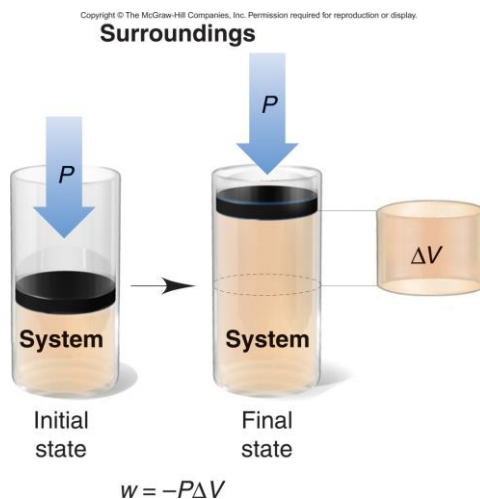 Copyright © The McGraw-Hill Companies, Inc. Permission required for reproduction or display.
Surroundings
P
P
ΔV
System
System
Initial
state
Final
state
w = –PΔV